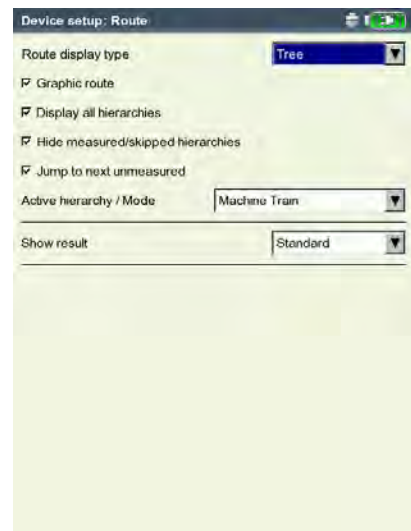 Device setup: Route
Route display type Tree
Graphic route
Display all hierarchies
Hide measured/skipped hierarchies
Jump to next unmeasured
Active hierarchy / Mode Machine Train
Show result Standard